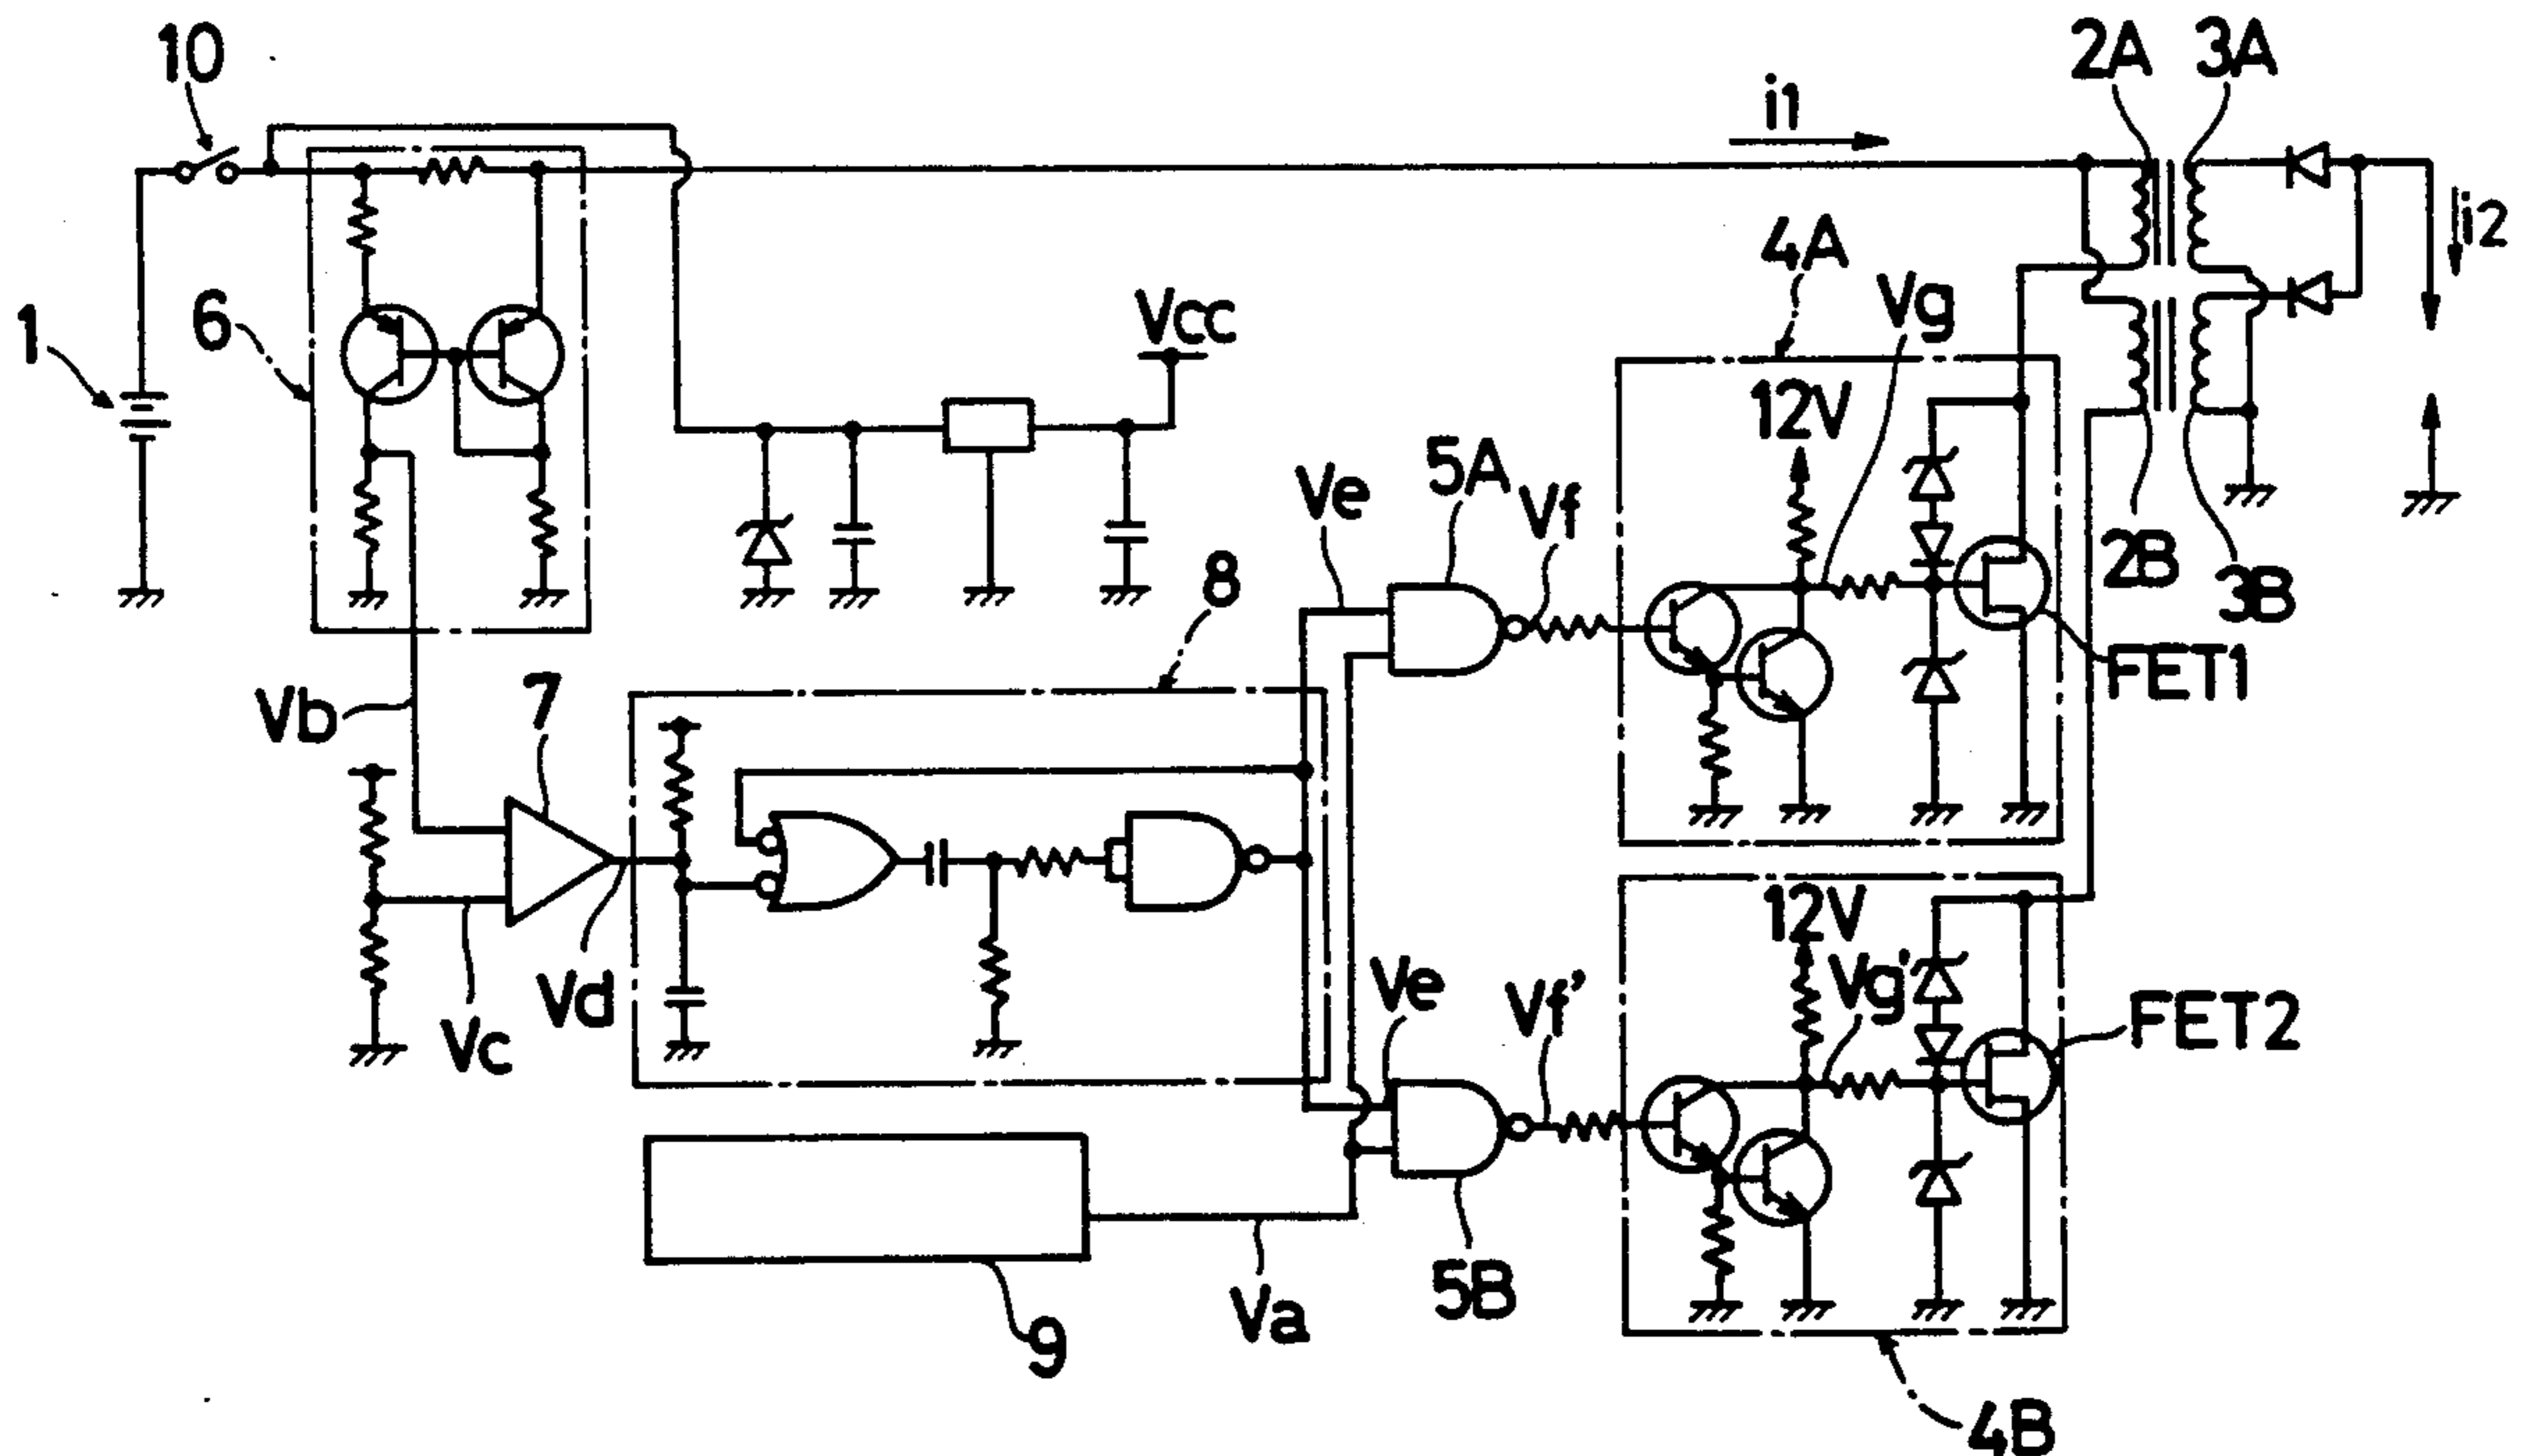 10
2A
3A
i1
i2
4A
Vg
1
6
Vcc
12V
5A
Ve
Vf
8
2B
3B
FET1
Vb
7
12V
Vg'
Ve
Vf'
FET2
Vd
Vc
5B
Va
9
4B